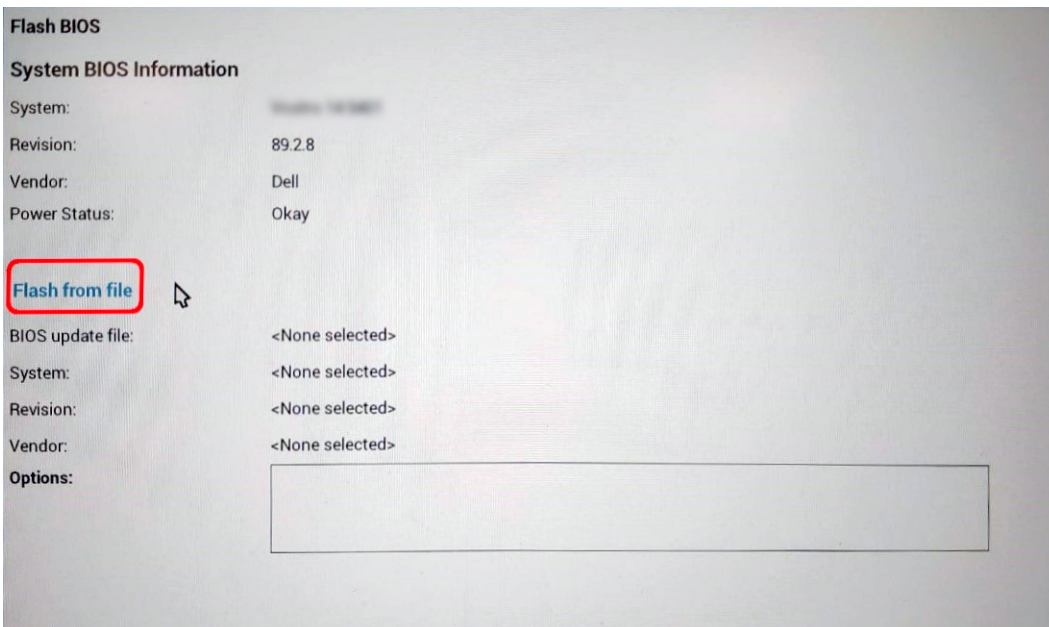 Flash BIOS
System BIOS Information
System:
Revision: 89.2.8
Vendor: Dell
Power Status: Okay
Flash from file
BIOS update file: <None selected>
System: <None selected>
Revision: <None selected>
Vendor: <None selected>
Options: